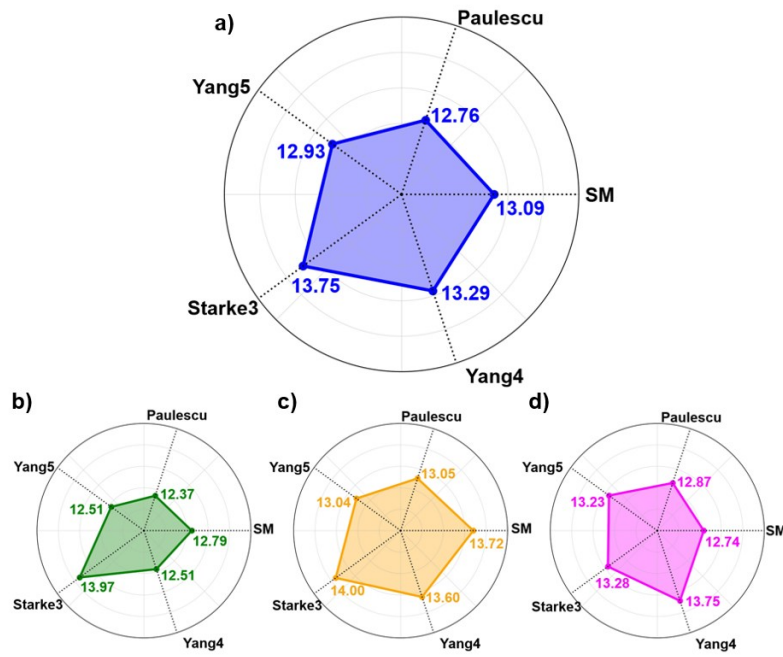 a)
Paulescu
Yang5
12.76
12.93
SM
13.09
13.75
13.29
Starke3
Yang4
b)
Paulescu
Yang5
12.37
12.51
SM
12.79
12.51
13.97
Starke3
Yang4
c)
Paulescu
Yang5
13.05
13.04
SM
13.72
14.00
13.60
Starke3
Yang4
d)
Paulescu
Yang5
12.87
13.23
SM
12.74
13.28
13.75
Starke3
Yang4